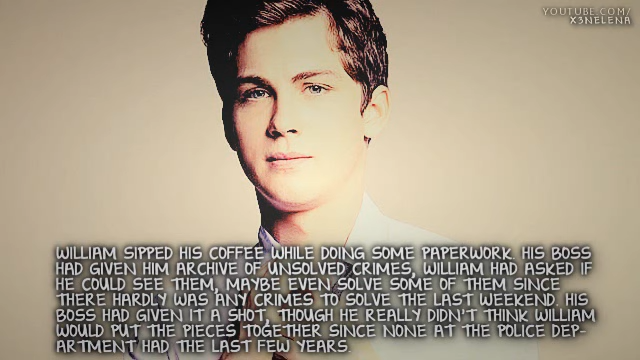 YOUTUBE.COM/
X3NELENA
WILLIAM SIPPED HIS COFFEE WHILE DOING SOME PAPERWORK. HIS BOSS
HAD GIVEN HIM ARCHIVE OF UNSOLVED CRIMES, WILLIAM HAD ASKED IF
HE COULD SEE THEM, MAYBE EVEN SOLVE SOME OF THEM SINCE
THERE HARDLY WAS ANY CRIMES TO SOLVE THE LAST WEEKEND. HIS
BOSS HAD GIVEN IT A SHOT, THOUGH HE REALLY DIDN'T THINK WILLIAM
WOULD PUT THE PIECES TOGETHER SINCE NONE AT THE POLICE DEP-
ARTMENT HAD THE LAST FEW YEARS.